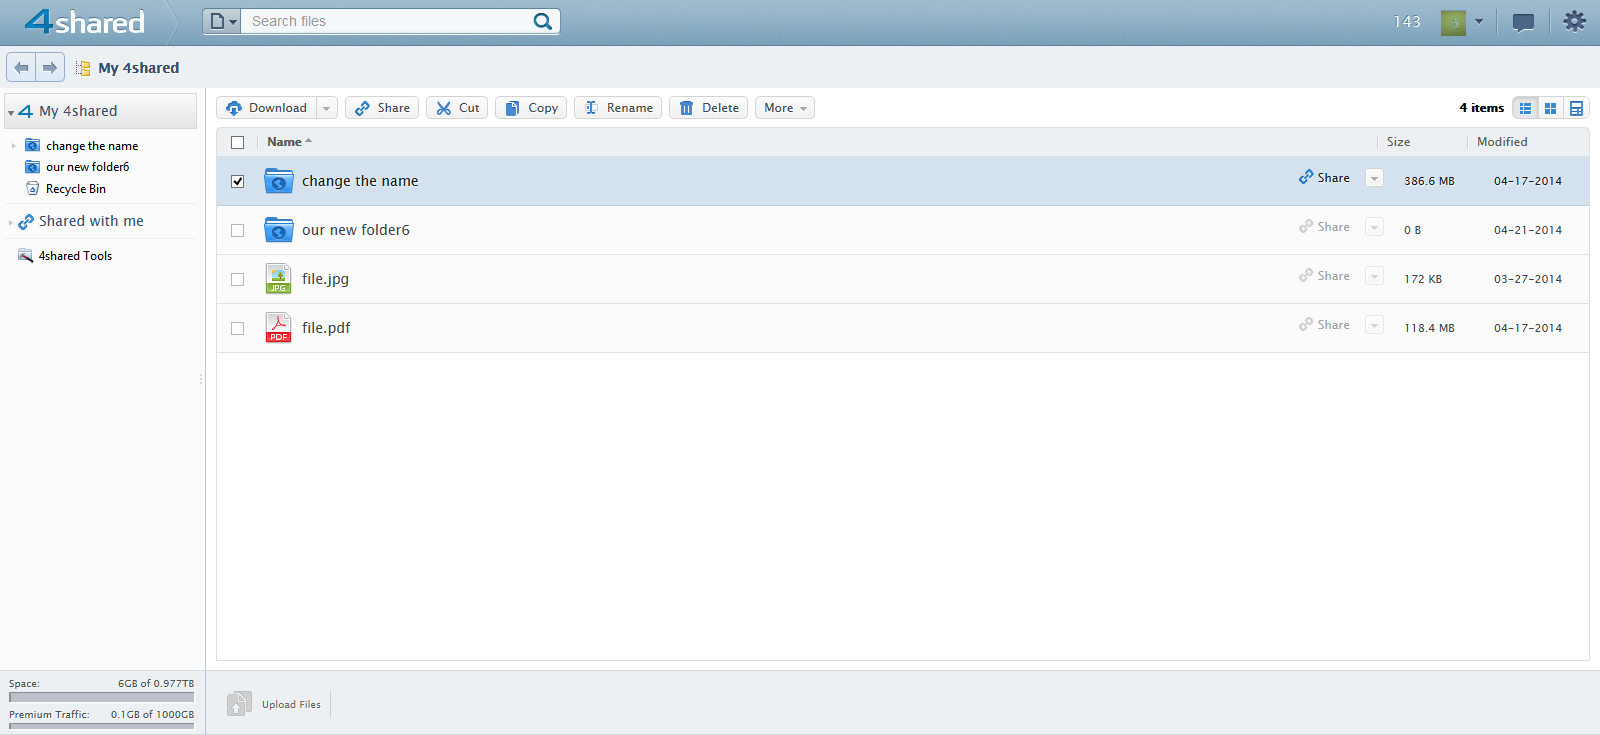 4shared Search files 143
My 4shared
My 4shared
change the name
our new folder6
Recycle Bin
Shared with me
4shared Tools
Download Share Cut Copy Rename Delete More 4 items
Name Size Modified
change the name Share 386.6 MB 04-17-2014
our new folder6 Share 0 B 04-21-2014
JPG file.jpg Share 172 KB 03-27-2014
PDF file.pdf Share 118.4 MB 04-17-2014
Space: 6GB of 0.977TB
Premium Traffic: 0.1GB of 1000GB
Upload Files